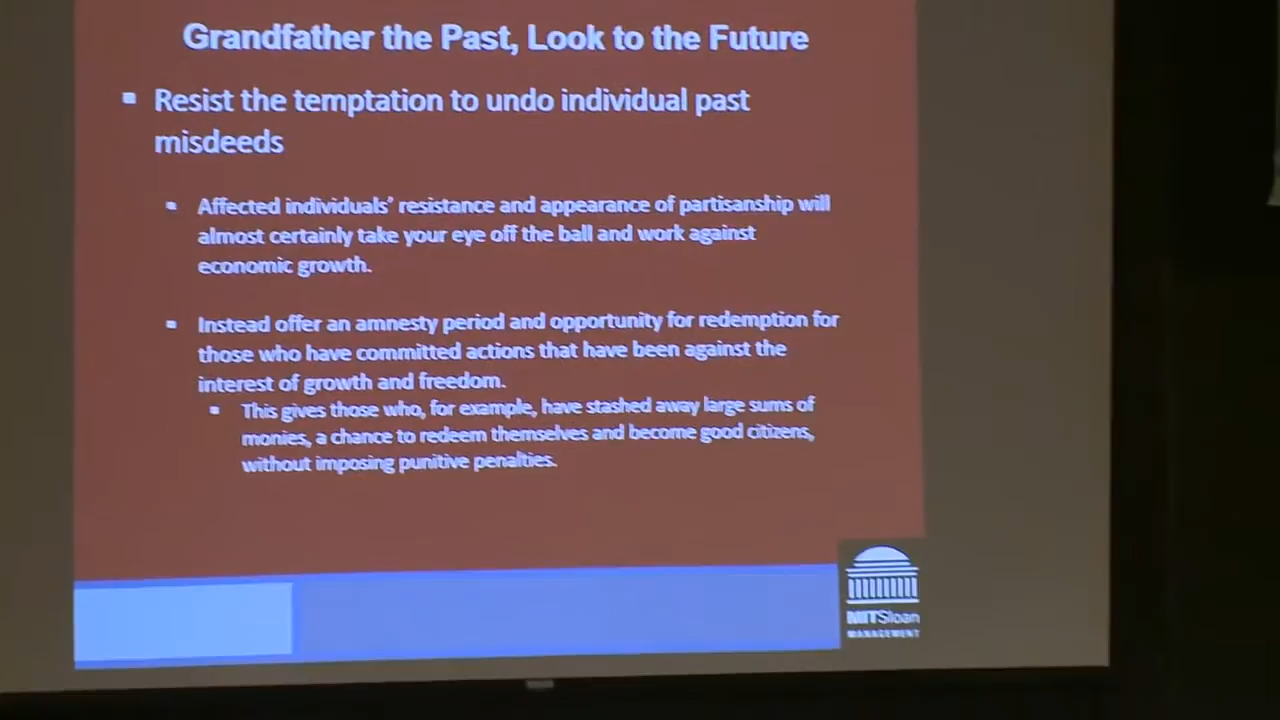 Grandfather the Past, Look to the Future
▪ Resist the temptation to undo individual past
misdeeds
▪ Affected individuals' resistance and appearance of partisanship will
almost certainly take your eye off the ball and work against
economic growth.
▪ Instead offer an amnesty period and opportunity for redemption for
those who have committed actions that have been against the
interest of growth and freedom.
▪ This gives those who, for example, have stashed away large sums of
monies, a chance to redeem themselves and become good citizens,
without imposing punitive penalties.
MITSloan
MANAGEMENT